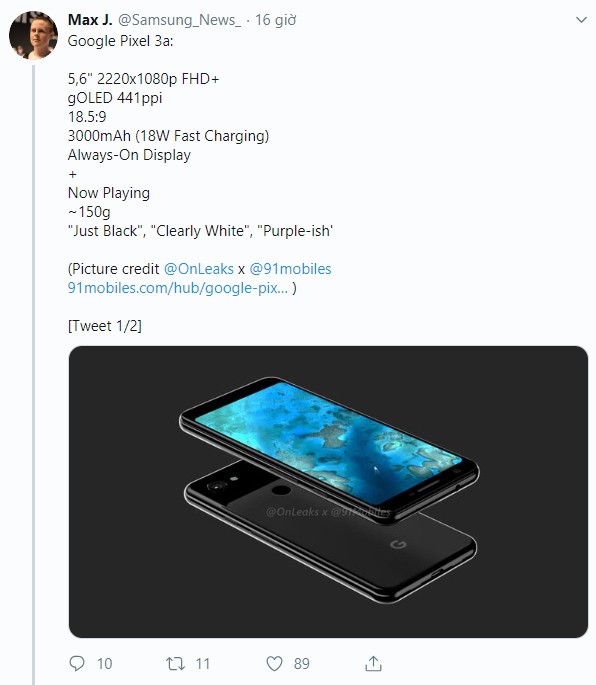 Max J. @Samsung_News_ · 16 giờ
Google Pixel 3a:
5,6" 2220x1080p FHD+
gOLED 441ppi
18.5:9
3000mAh (18W Fast Charging)
Always-On Display
+
Now Playing
~150g
"Just Black", "Clearly White", "Purple-ish'
(Picture credit @OnLeaks x @91mobiles
91mobiles.com/hub/google-pix... )
[Tweet 1/2]
@OnLeaks x @91Mobiles
G
10 11 89